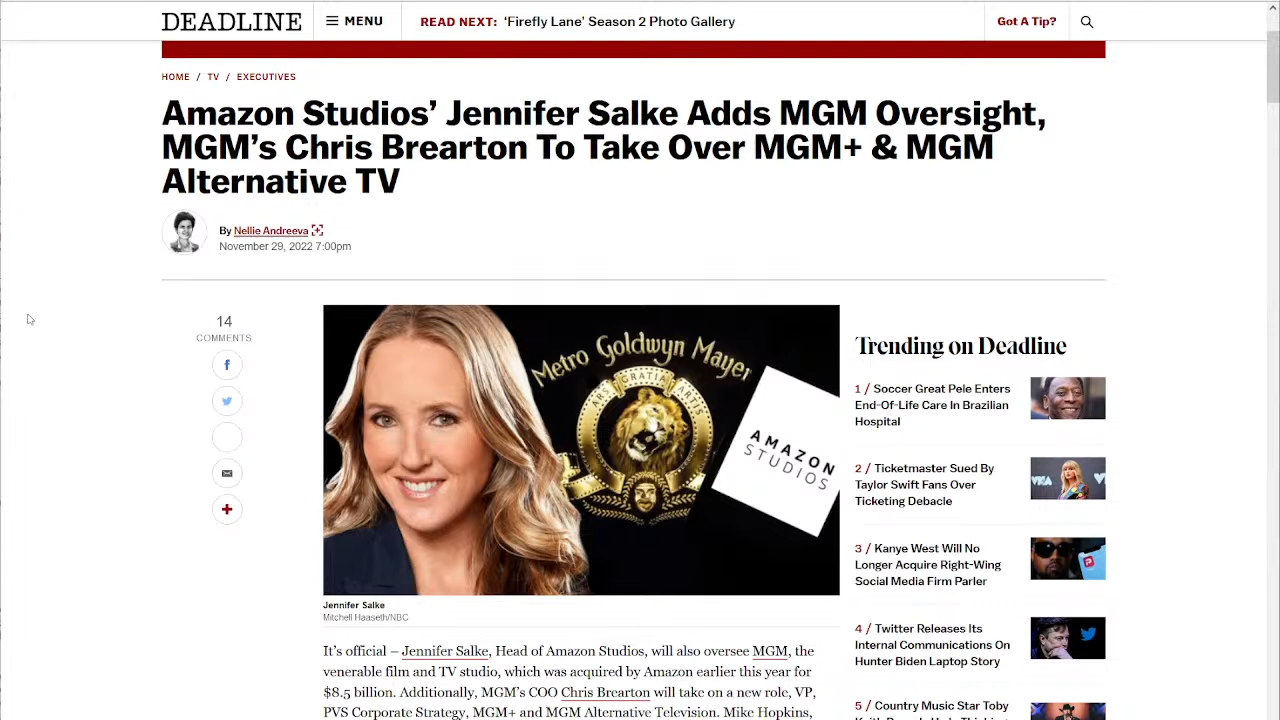 DEADLINE
MENU
READ NEXT: ‘Firefly Lane’ Season 2 Photo Gallery
Got A Tip?
HOME / TV / EXECUTIVES
Amazon Studios’ Jennifer Salke Adds MGM Oversight,
MGM’s Chris Brearton To Take Over MGM+ & MGM
Alternative TV
By Nellie Andreeva
November 29, 2022 7:00pm
14
COMMENTS
Metro Goldwyn Mayer
ARS GRATIA ARTIS
AMAZON
STUDIOS
Jennifer Salke
Mitchell Haaseth/NBC
It’s official – Jennifer Salke, Head of Amazon Studios, will also oversee MGM, the
venerable film and TV studio, which was acquired by Amazon earlier this year for
$8.5 billion. Additionally, MGM’s COO Chris Brearton will take on a new role, VP,
PVS Corporate Strategy, MGM+ and MGM Alternative Television. Mike Hopkins,
Trending on Deadline
1 / Soccer Great Pele Enters
End-Of-Life Care In Brazilian
Hospital
2 / Ticketmaster Sued By
Taylor Swift Fans Over
Ticketing Debacle
3 / Kanye West Will No
Longer Acquire Right-Wing
Social Media Firm Parler
4 / Twitter Releases Its
Internal Communications On
Hunter Biden Laptop Story
5 / Country Music Star Toby